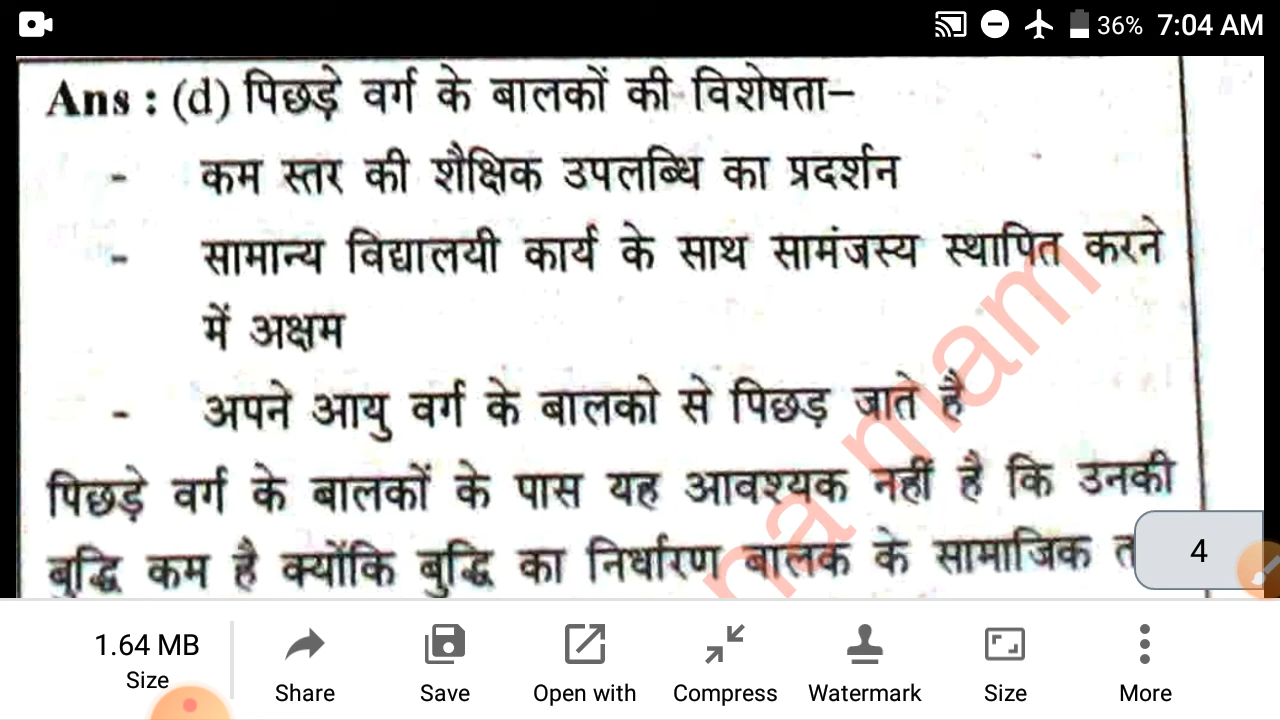 36% 7:04 AM
Ans : (d) पिछड़े वर्ग के बालकों की विशेषता–
- कम स्तर की शैक्षिक उपलब्धि का प्रदर्शन
- सामान्य विद्यालयी कार्य के साथ सामंजस्य स्थापित करने
में अक्षम
- अपने आयु वर्ग के बालको से पिछड़ जाते है
पिछड़े वर्ग के बालकों के पास यह आवश्यक नहीं है कि उनकी
बुद्धि कम है क्योंकि बुद्धि का निर्धारण बालक के सामाजिक
na mam
4
1.64 MB
Size
Share
Save
Open with
Compress
Watermark
Size
More